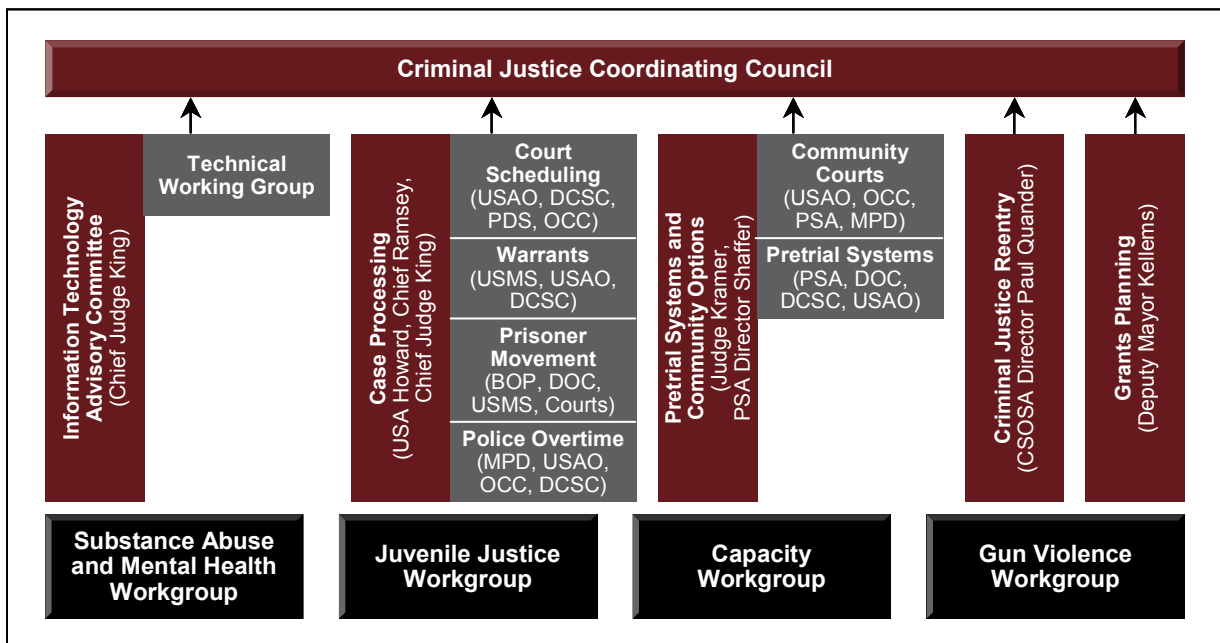 Criminal Justice Coordinating Council
Information Technology
Advisory Committee
(Chief Judge King)
Technical
Working Group
Case Processing
(USA Howard, Chief Ramsey,
Chief Judge King)
Court
Scheduling
(USAO, DCSC,
PDS, OCC)
Warrants
(USMS, USAO,
DCSC)
Prisoner
Movement
(BOP, DOC,
USMS, Courts)
Police Overtime
(MPD, USAO,
OCC, DCSC)
Pretrial Systems and
Community Options
(Judge Kramer,
PSA Director Shaffer)
Community
Courts
(USAO, OCC,
PSA, MPD)
Pretrial Systems
(PSA, DOC,
DCSC, USAO)
Criminal Justice Reentry
(CSOSA Director Paul Quander)
Grants Planning
(Deputy Mayor Kellems)
Substance Abuse
and Mental Health
Workgroup
Juvenile Justice
Workgroup
Capacity
Workgroup
Gun Violence
Workgroup